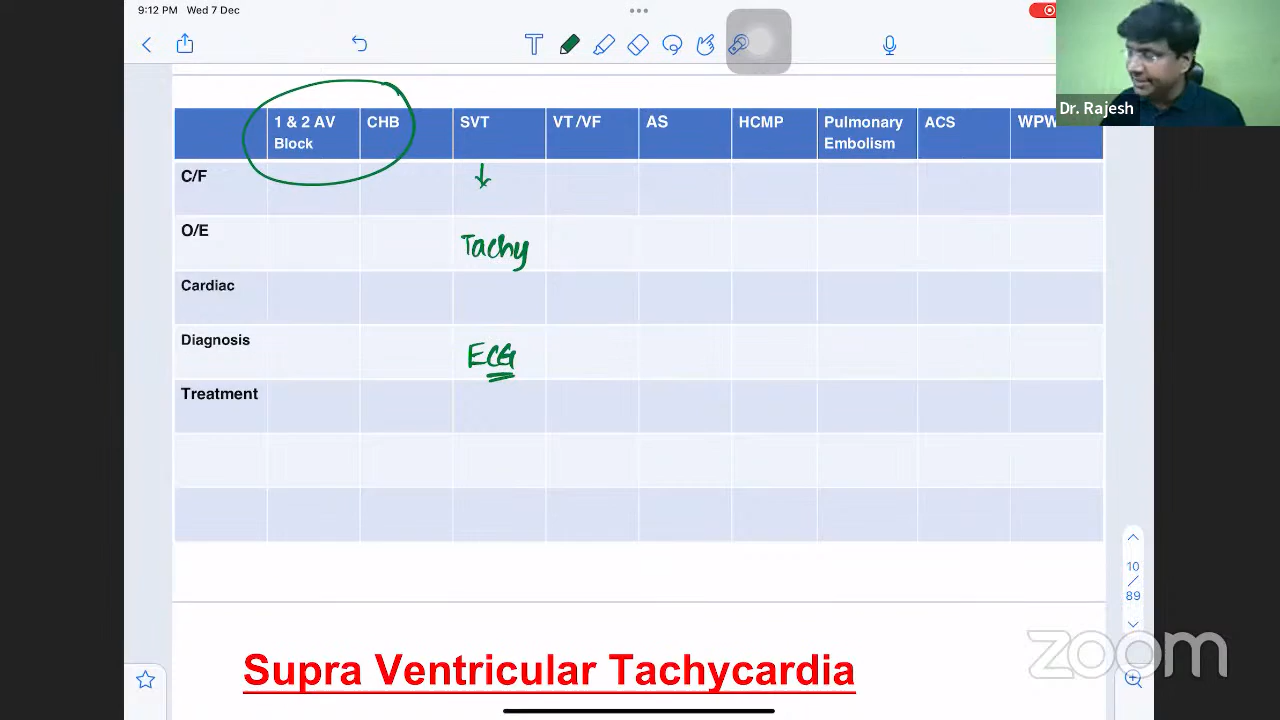 9:12 PM Wed 7 Dec
Dr. Rajesh
1 & 2 AV Block CHB SVT VT /VF AS HCMP Pulmonary Embolism ACS WPW
C/F
O/E Tachy
Cardiac
Diagnosis ECG
Treatment
10
/
89
zoom
Supra Ventricular Tachycardia